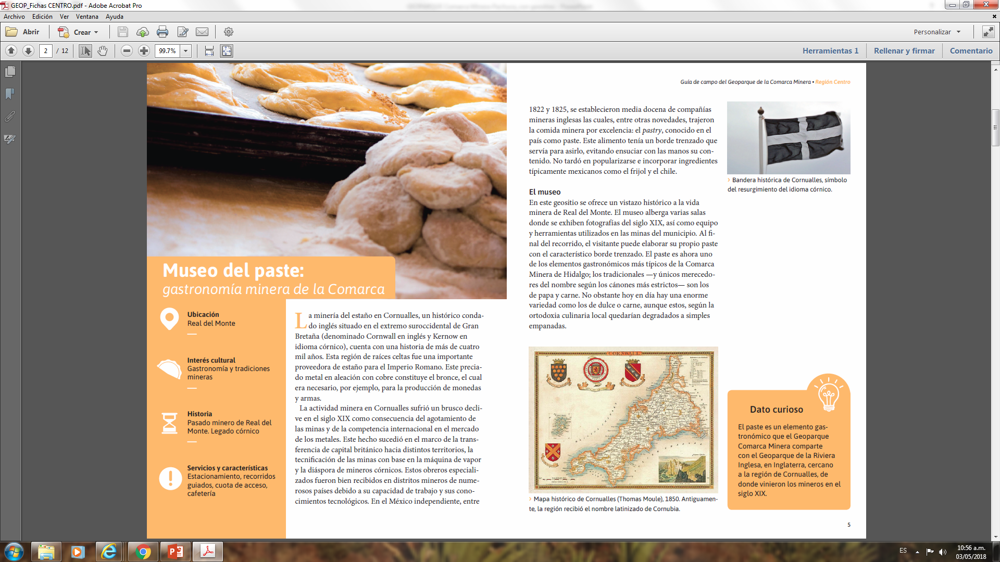 GEOP_Fichas CENTRO.pdf - Adobe Acrobat Pro
Archivo Edición Ver Ventana Ayuda
Abrir Crear Personalizar
2 / 12 99.7% Herramientas 1 Rellenar y firmar Comentario
Museo del paste:
gastronomía minera de la Comarca
Ubicación
Real del Monte
Interés cultural
Gastronomía y tradiciones
mineras
Historia
Pasado minero de Real del
Monte. Legado córnico
Servicios y características
Estacionamiento, recorridos
guiados, cuota de acceso,
cafetería
La minería del estaño en Cornualles, un histórico conda-
do inglés situado en el extremo suroccidental de Gran
Bretaña (denominado Cornwall en inglés y Kernow en
idioma córnico), cuenta con una historia de más de cuatro
mil años. Esta región de raíces celtas fue una importante
proveedora de estaño para el Imperio Romano. Este precia-
do metal en aleación con cobre constituye el bronce, el cual
era necesario, por ejemplo, para la producción de monedas
y armas.
La actividad minera en Cornualles sufrió un brusco decli-
ve en el siglo XIX como consecuencia del agotamiento de
las minas y de la competencia internacional en el mercado
de los metales. Este hecho sucedió en el marco de la trans-
ferencia de capital británico hacia distintos territorios, la
tecnificación de las minas con base en la máquina de vapor
y la diáspora de mineros córnicos. Estos obreros especiali-
zados fueron bien recibidos en distritos mineros de nume-
rosos países debido a su capacidad de trabajo y sus cono-
cimientos tecnológicos. En el México independiente, entre
Guía de campo del Geoparque de la Comarca Minera • Región Centro
1822 y 1825, se establecieron media docena de compañías
mineras inglesas las cuales, entre otras novedades, trajeron
la comida minera por excelencia: el pastry, conocido en el
país como paste. Este alimento tenía un borde trenzado que
servía para asirlo, evitando ensuciar con las manos su con-
tenido. No tardó en popularizarse e incorporar ingredientes
típicamente mexicanos como el frijol y el chile.
El museo
En este geositio se ofrece un vistazo histórico a la vida
minera de Real del Monte. El museo alberga varias salas
donde se exhiben fotografías del siglo XIX, así como equipo
y herramientas utilizados en las minas del municipio. Al fi-
nal del recorrido, el visitante puede elaborar su propio paste
con el característico borde trenzado. El paste es ahora uno
de los elementos gastronómicos más típicos de la Comarca
Minera de Hidalgo; los tradicionales —y únicos merecedo-
res del nombre según los cánones más estrictos— son los
de papa y carne. No obstante hoy en día hay una enorme
variedad como los de dulce o carne, aunque estos, según la
ortodoxia culinaria local quedarían degradados a simples
empanadas.
› Bandera histórica de Cornualles, símbolo
del resurgimiento del idioma córnico.
CORNWALL
› Mapa histórico de Cornualles (Thomas Moule), 1850. Antiguamen-
te, la región recibió el nombre latinizado de Cornubia.
Dato curioso
El paste es un elemento gas-
tronómico que el Geoparque
Comarca Minera comparte
con el Geoparque de la Riviera
Inglesa, en Inglaterra, cercano
a la región de Cornualles, de
donde vinieron los mineros en el
siglo XIX.
5
ES
10:56 a.m.
03/05/2018